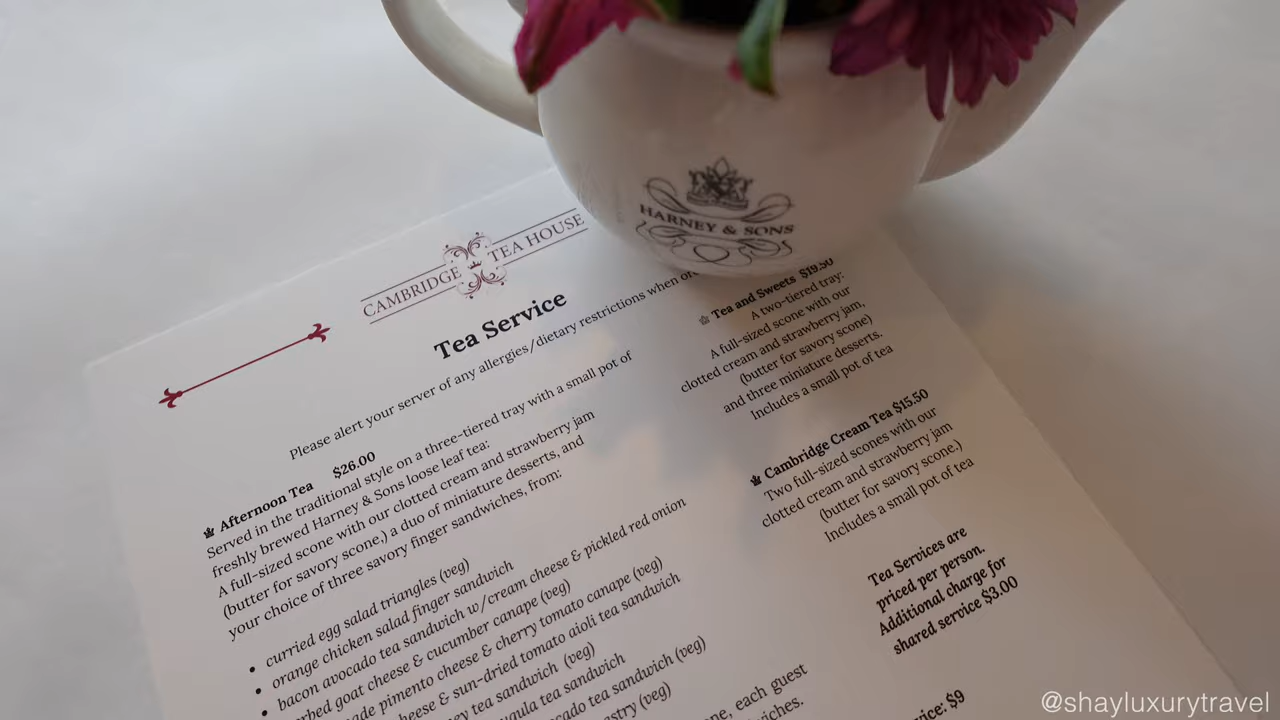 HARNEY & SONS
CAMBRIDGE TEA HOUSE
Tea Service
Please alert your server of any allergies/dietary restrictions when
Afternoon Tea $26.00
Served in the traditional style on a three-tiered tray with a small pot of
freshly brewed Harney & Sons loose leaf tea:
A full-sized scone with our clotted cream and strawberry jam
(butter for savory scone,) a duo of miniature desserts, and
your choice of three savory finger sandwiches, from:
• curried egg salad triangles (veg)
• orange chicken salad finger sandwich
• bacon avocado tea sandwich w/cream cheese & pickled red onion
• goat cheese & cucumber canape (veg)
pimento cheese & cherry tomato canape (veg)
& sun-dried tomato aioli tea sandwich
tea sandwich (veg)
tea sandwich
tea sandwich (veg)
(veg)
each guest
Tea and Sweets $19.50
A two-tiered tray:
A full-sized scone with our
clotted cream and strawberry jam,
(butter for savory scone)
and three miniature desserts.
Includes a small pot of tea
Cambridge Cream Tea $15.50
Two full-sized scones with our
clotted cream and strawberry jam
(butter for savory scone.)
Includes a small pot of tea
Tea Services are
priced per person.
Additional charge for
shared service $3.00
$9
@shayluxurytravel